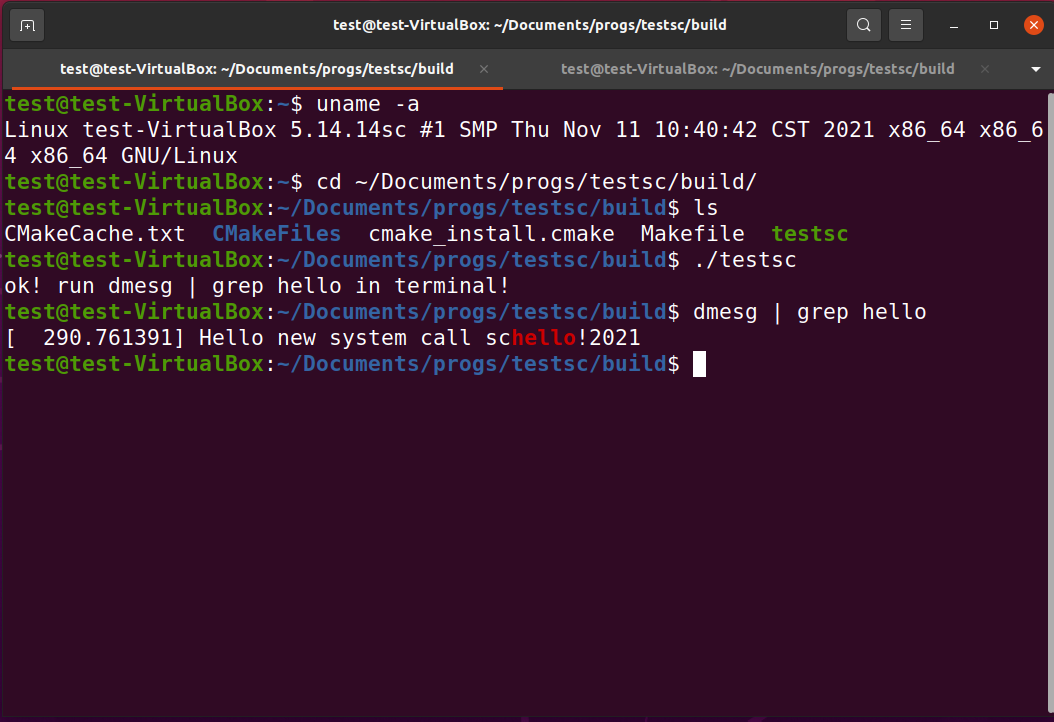 test@test-VirtualBox: ~/Documents/progs/testsc/build
test@test-VirtualBox: ~/Documents/progs/testsc/build
test@test-VirtualBox: ~/Documents/progs/testsc/build
test@test-VirtualBox:~$ uname -a
Linux test-VirtualBox 5.14.14sc #1 SMP Thu Nov 11 10:40:42 CST 2021 x86_64 x86_6
4 x86_64 GNU/Linux
test@test-VirtualBox:~$ cd ~/Documents/progs/testsc/build/
test@test-VirtualBox:~/Documents/progs/testsc/build$ ls
CMakeCache.txt  CMakeFiles  cmake_install.cmake  Makefile  testsc
test@test-VirtualBox:~/Documents/progs/testsc/build$ ./testsc
ok! run dmesg | grep hello in terminal!
test@test-VirtualBox:~/Documents/progs/testsc/build$ dmesg | grep hello
[  290.761391] Hello new system call schello!2021
test@test-VirtualBox:~/Documents/progs/testsc/build$